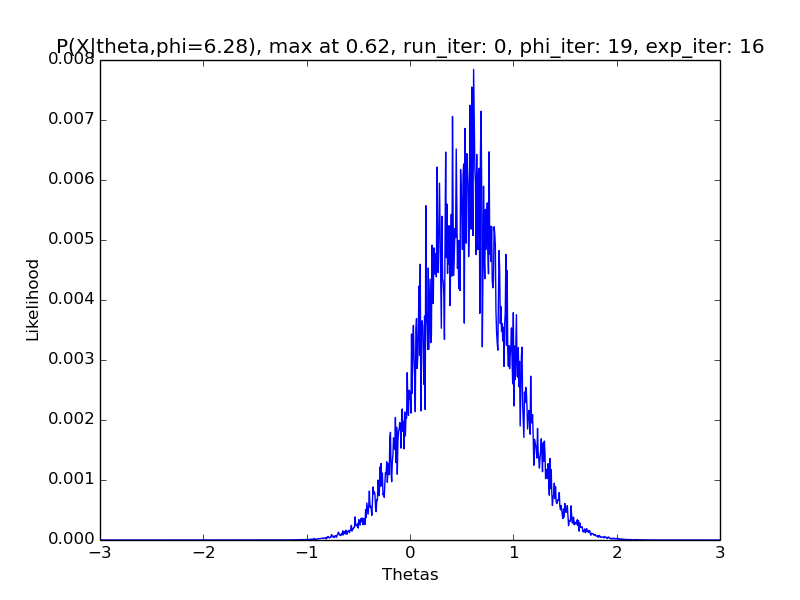 P(X|theta,phi=6.28), max at 0.62, run_iter: 0, phi_iter: 19, exp_iter: 16
0.008
0.007
0.006
0.005
0.004
0.003
0.002
0.001
0.000
Likelihood
−3 −2 −1 0 1 2 3
Thetas